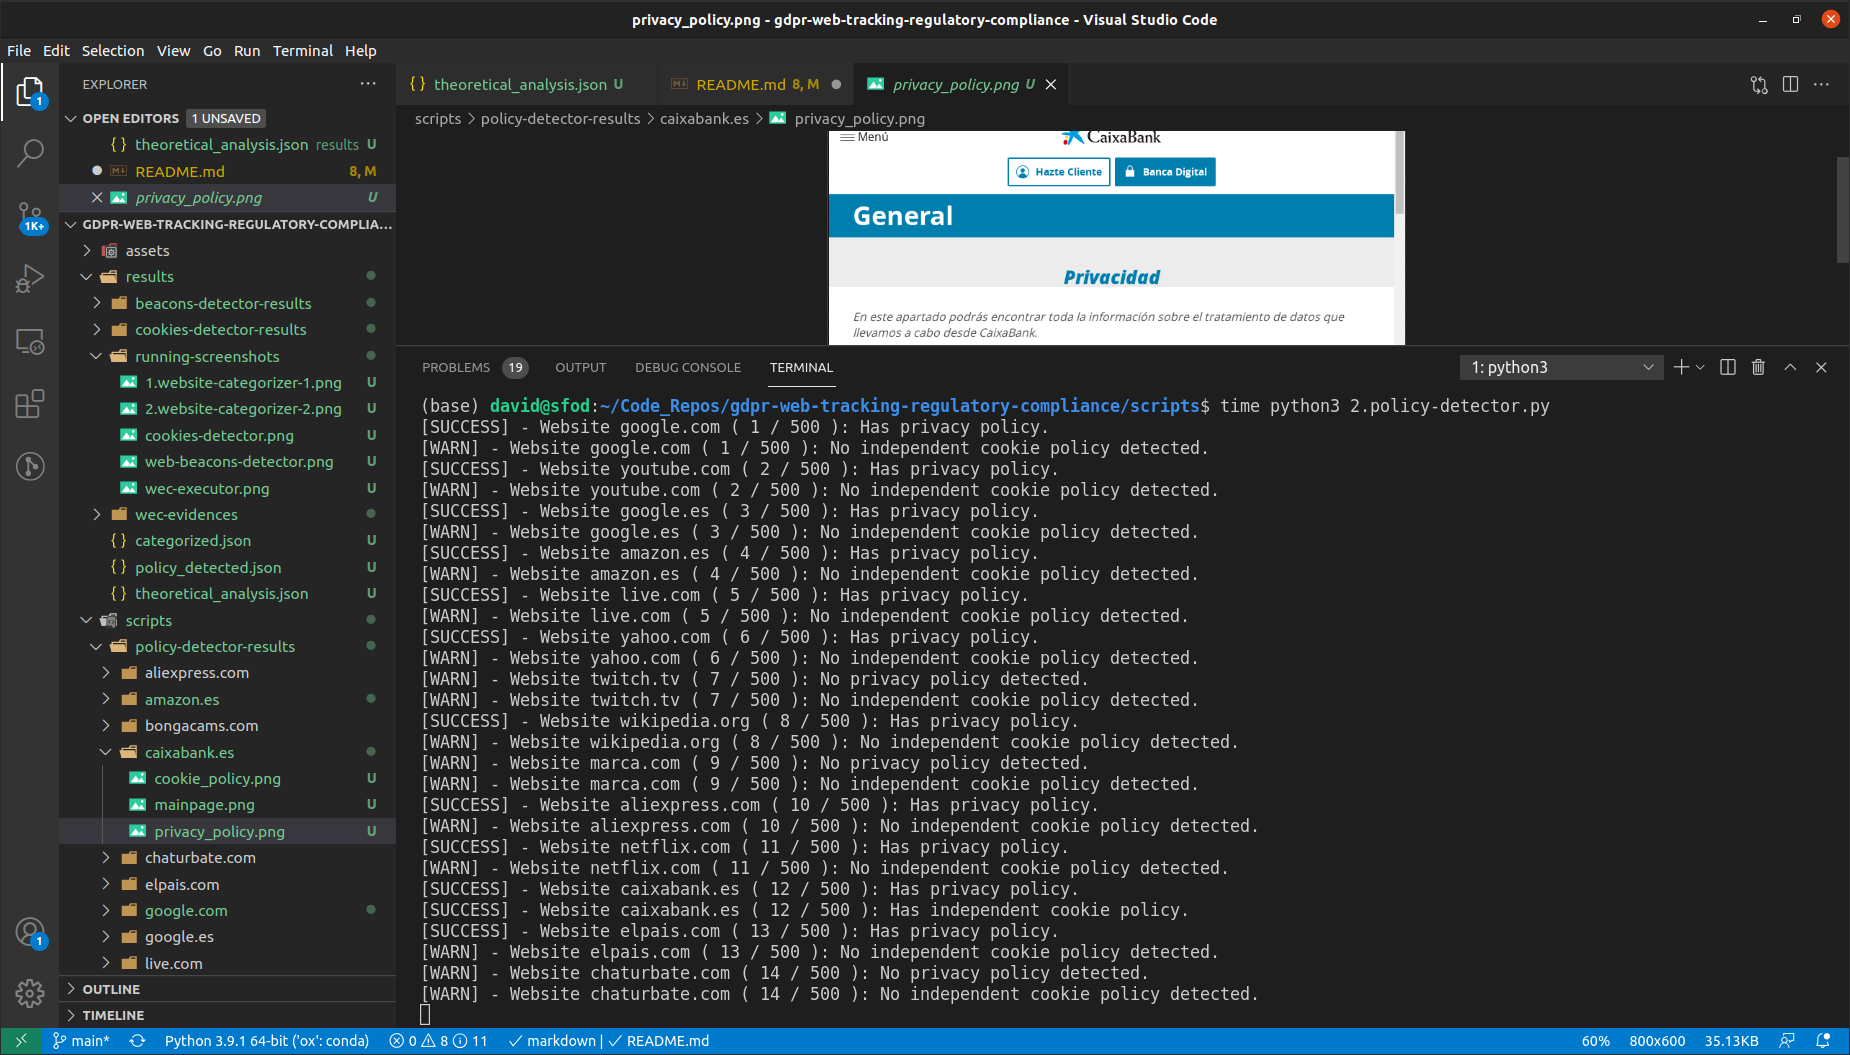 privacy_policy.png - gdpr-web-tracking-regulatory-compliance - Visual Studio Code
File Edit Selection View Go Run Terminal Help
EXPLORER
OPEN EDITORS 1 UNSAVED
theoretical_analysis.json results U
README.md 8, M
privacy_policy.png U
GDPR-WEB-TRACKING-REGULATORY-COMPLIA...
assets
results
beacons-detector-results
cookies-detector-results
running-screenshots
1.website-categorizer-1.png U
2.website-categorizer-2.png U
cookies-detector.png U
web-beacons-detector.png U
wec-executor.png U
wec-evidences
categorized.json U
policy_detected.json U
theoretical_analysis.json U
scripts
policy-detector-results
aliexpress.com
amazon.es
bongacams.com
caixabank.es
cookie_policy.png U
mainpage.png U
privacy_policy.png U
chaturbate.com
elpais.com
google.com
google.es
live.com
OUTLINE
TIMELINE
1
1K+
1
theoretical_analysis.json U README.md 8, M privacy_policy.png U
scripts > policy-detector-results > caixabank.es > privacy_policy.png
Menú CaixaBank
Hazte Cliente Banca Digital
General
Privacidad
En este apartado podrás encontrar toda la información sobre el tratamiento de datos que
llevamos a cabo desde CaixaBank.
PROBLEMS 19 OUTPUT DEBUG CONSOLE TERMINAL 1: python3
(base) david@sfod:~/Code_Repos/gdpr-web-tracking-regulatory-compliance/scripts$ time python3 2.policy-detector.py
[SUCCESS] - Website google.com ( 1 / 500 ): Has privacy policy.
[WARN] - Website google.com ( 1 / 500 ): No independent cookie policy detected.
[SUCCESS] - Website youtube.com ( 2 / 500 ): Has privacy policy.
[WARN] - Website youtube.com ( 2 / 500 ): No independent cookie policy detected.
[SUCCESS] - Website google.es ( 3 / 500 ): Has privacy policy.
[WARN] - Website google.es ( 3 / 500 ): No independent cookie policy detected.
[SUCCESS] - Website amazon.es ( 4 / 500 ): Has privacy policy.
[WARN] - Website amazon.es ( 4 / 500 ): No independent cookie policy detected.
[SUCCESS] - Website live.com ( 5 / 500 ): Has privacy policy.
[WARN] - Website live.com ( 5 / 500 ): No independent cookie policy detected.
[SUCCESS] - Website yahoo.com ( 6 / 500 ): Has privacy policy.
[WARN] - Website yahoo.com ( 6 / 500 ): No independent cookie policy detected.
[WARN] - Website twitch.tv ( 7 / 500 ): No privacy policy detected.
[WARN] - Website twitch.tv ( 7 / 500 ): No independent cookie policy detected.
[SUCCESS] - Website wikipedia.org ( 8 / 500 ): Has privacy policy.
[WARN] - Website wikipedia.org ( 8 / 500 ): No independent cookie policy detected.
[WARN] - Website marca.com ( 9 / 500 ): No privacy policy detected.
[WARN] - Website marca.com ( 9 / 500 ): No independent cookie policy detected.
[SUCCESS] - Website aliexpress.com ( 10 / 500 ): Has privacy policy.
[WARN] - Website aliexpress.com ( 10 / 500 ): No independent cookie policy detected.
[SUCCESS] - Website netflix.com ( 11 / 500 ): Has privacy policy.
[WARN] - Website netflix.com ( 11 / 500 ): No independent cookie policy detected.
[SUCCESS] - Website caixabank.es ( 12 / 500 ): Has privacy policy.
[SUCCESS] - Website caixabank.es ( 12 / 500 ): Has independent cookie policy.
[SUCCESS] - Website elpais.com ( 13 / 500 ): Has privacy policy.
[WARN] - Website elpais.com ( 13 / 500 ): No independent cookie policy detected.
[WARN] - Website chaturbate.com ( 14 / 500 ): No privacy policy detected.
[WARN] - Website chaturbate.com ( 14 / 500 ): No independent cookie policy detected.
main* Python 3.9.1 64-bit ('ox': conda) 0 8 11 markdown | README.md 60% 800x600 35.13KB